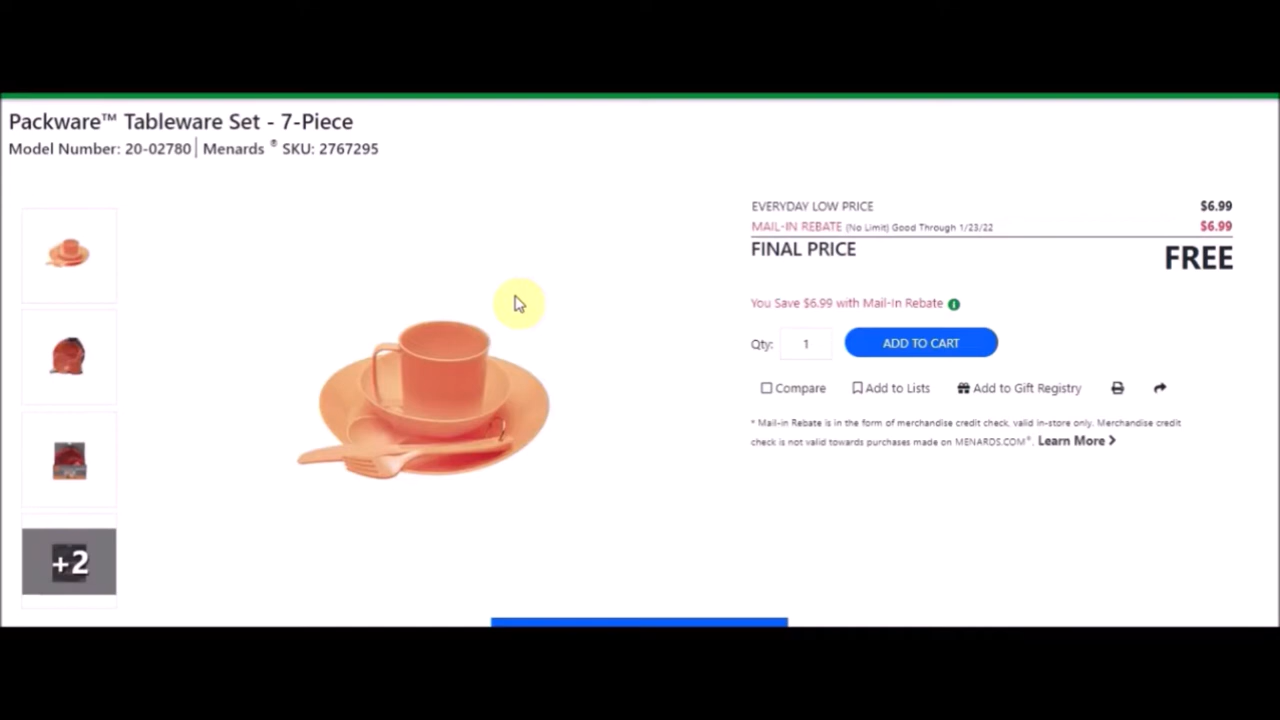 Packware™ Tableware Set - 7-Piece
Model Number: 20-02780 | Menards ® SKU: 2767295
EVERYDAY LOW PRICE $6.99
MAIL-IN REBATE (No Limit) Good Through 1/23/22 $6.99
FINAL PRICE FREE
You Save $6.99 with Mail-In Rebate
Qty: 1 ADD TO CART
Compare Add to Lists Add to Gift Registry
* Mail-in Rebate is in the form of merchandise credit check, valid in-store only. Merchandise credit
check is not valid towards purchases made on MENARDS.COM®. Learn More
+2